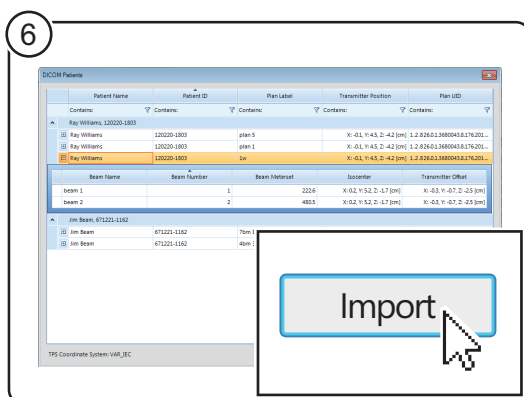 6
DICOM Patients
Patient Name Patient ID Plan Label Transmitter Position Plan UID
Contains: Contains: Contains: Contains: Contains:
Ray Williams, 120220-1803
Ray Williams 120220-1803 plan 5 X: -0.1, Y: 4.5, Z: -4.2 [cm] 1.2.826.0.1.3680043.8.176.201...
Ray Williams 120220-1803 plan 1 X: -0.1, Y: 4.5, Z: -4.2 [cm] 1.2.826.0.1.3680043.8.176.201...
Ray Williams 120220-1803 1w X: -0.1, Y: 4.5, Z: -4.2 [cm] 1.2.826.0.1.3680043.8.176.201...
Beam Name Beam Number Beam Meterset Isocenter Transmitter Offset
beam 1 1 222.6 X: 0.2, Y: 5.2, Z: -1.7 [cm] X: -0.3, Y: -0.7, Z: -2.5 [cm]
beam 2 2 480.5 X: 0.2, Y: 5.2, Z: -1.7 [cm] X: -0.3, Y: -0.7, Z: -2.5 [cm]
Jim Beam, 671221-1162
Jim Beam 671221-1162 7bm
Jim Beam 671221-1162 4bm
Import
TPS Coordinate System: VAR_IEC